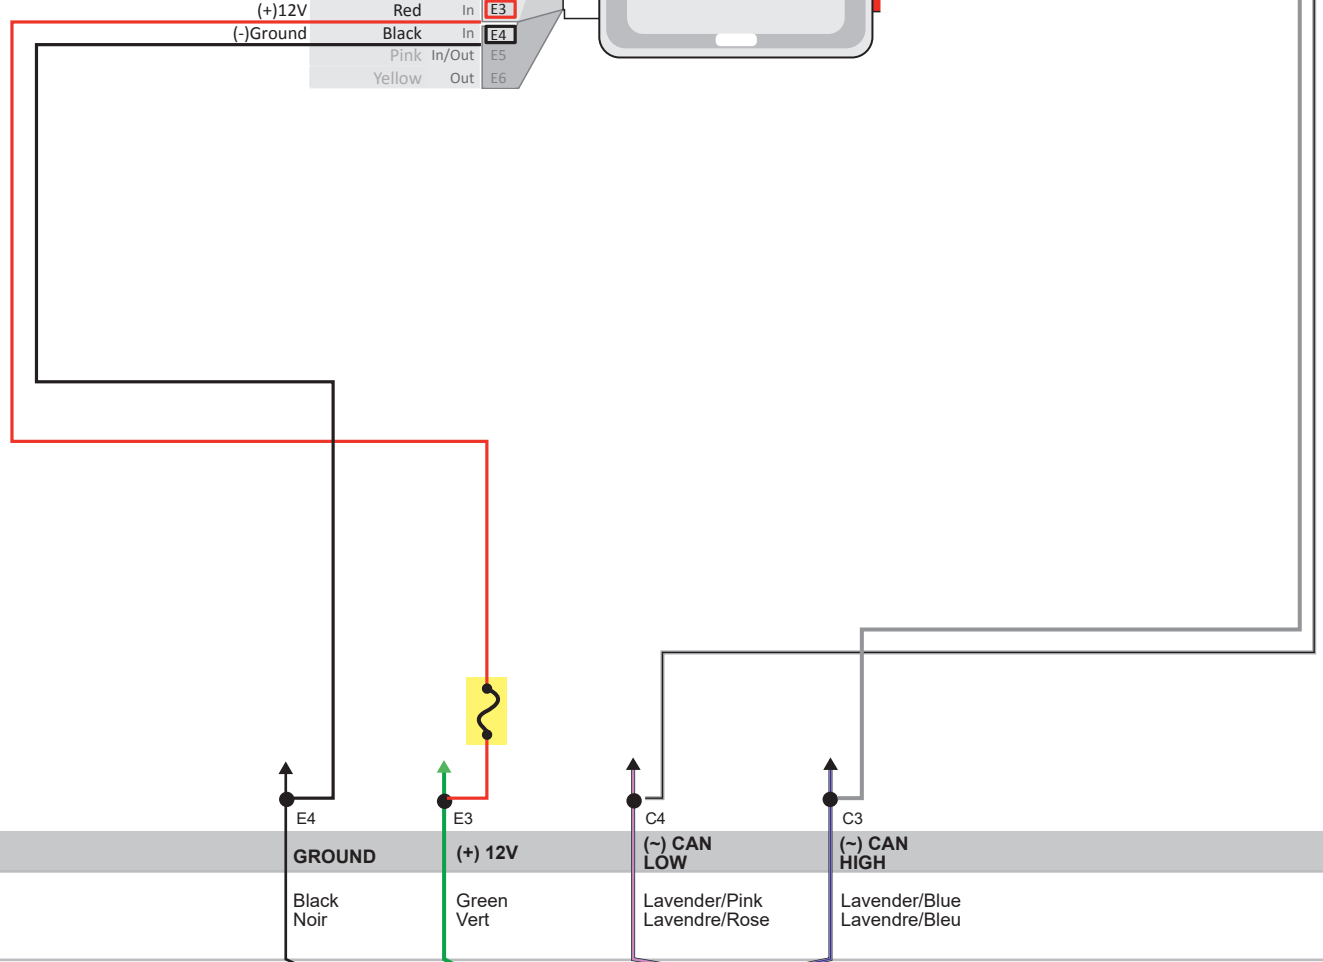 (+)12V Red In E3
(-)Ground Black In E4
Pink In/Out E5
Yellow Out E6
E4 E3 C4 C3
GROUND (+) 12V (~) CAN LOW (~) CAN HIGH
Black Green Lavender/Pink Lavender/Blue
Noir Vert Lavendre/Rose Lavendre/Bleu